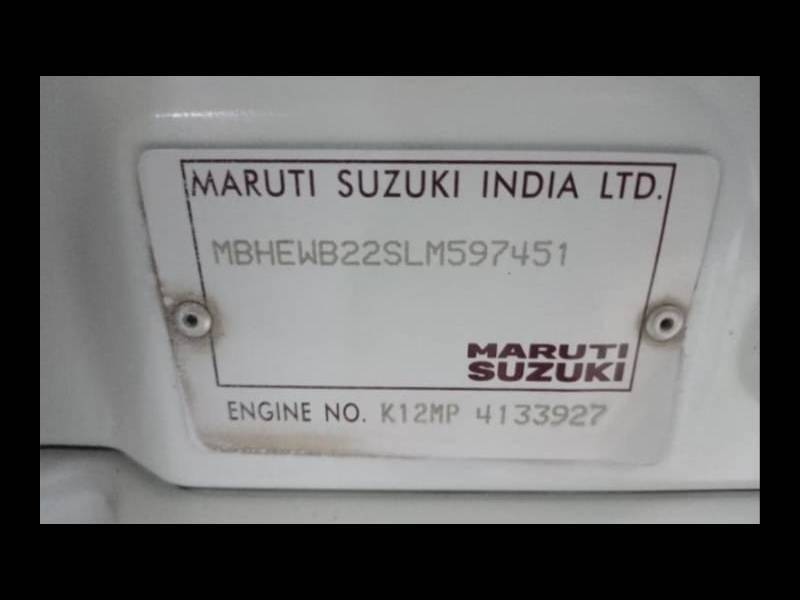 MARUTI SUZUKI INDIA LTD.
MBHEWB22SLM597451
MARUTI
SUZUKI
ENGINE NO. K12MP 4133927